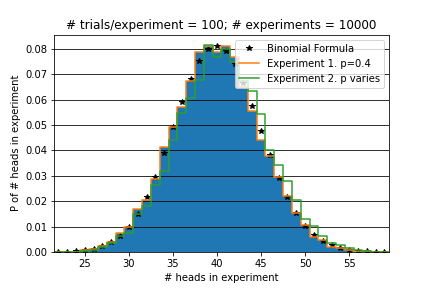 # trials/experiment = 100; # experiments = 10000
Binomial Formula
Experiment 1. p=0.4
Experiment 2. p varies
P of # heads in experiment
0.08
0.07
0.06
0.05
0.04
0.03
0.02
0.01
0.00
25 30 35 40 45 50 55
# heads in experiment